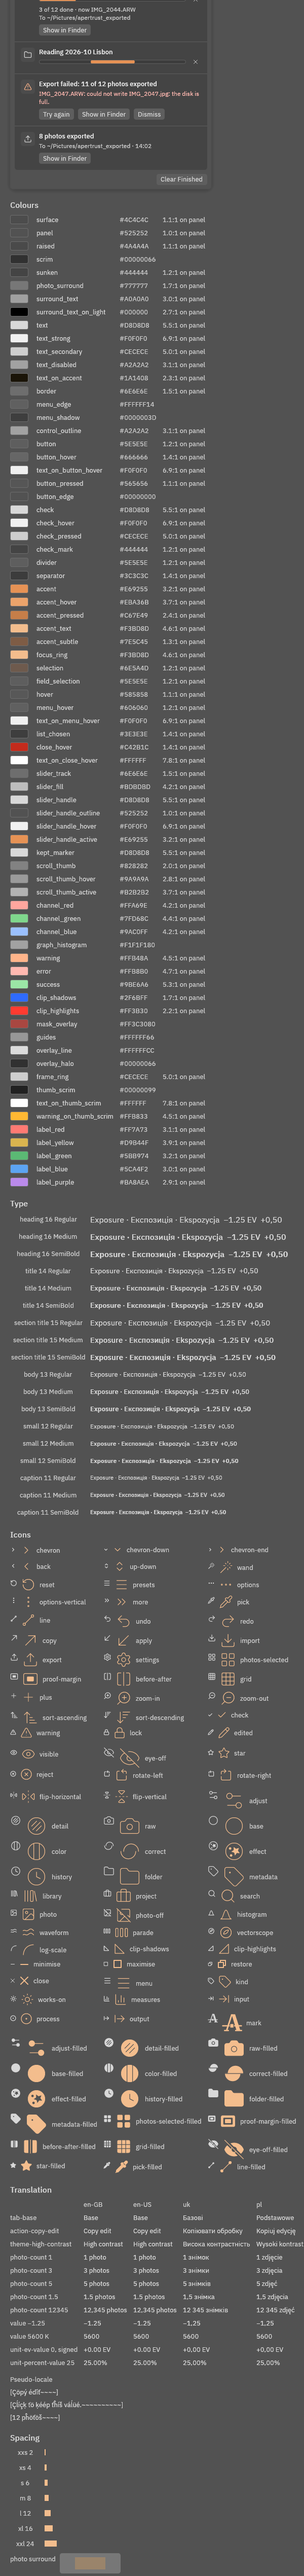 3 of 12 done · now IMG_2044.ARW
To ~/Pictures/apertrust_exported
Show in Finder
Reading 2026-10 Lisbon
Export failed: 11 of 12 photos exported
IMG_2047.ARW: could not write IMG_2047.jpg: the disk is
full.
Try again Show in Finder Dismiss
8 photos exported
To ~/Pictures/apertrust_exported · 14:02
Show in Finder
Clear Finished
Colours
surface #4C4C4C 1.1:1 on panel
panel #525252 1.0:1 on panel
raised #4A4A4A 1.1:1 on panel
scrim #00000066
sunken #444444 1.2:1 on panel
photo_surround #777777 1.7:1 on panel
surround_text #A0A0A0 3.0:1 on panel
surround_text_on_light #000000 2.7:1 on panel
text #D8D8D8 5.5:1 on panel
text_strong #F0F0F0 6.9:1 on panel
text_secondary #CECECE 5.0:1 on panel
text_disabled #A2A2A2 3.1:1 on panel
text_on_accent #1A1408 2.3:1 on panel
border #6E6E6E 1.5:1 on panel
menu_edge #FFFFFF14
menu_shadow #0000003D
control_outline #A2A2A2 3.1:1 on panel
button #5E5E5E 1.2:1 on panel
button_hover #666666 1.4:1 on panel
text_on_button_hover #F0F0F0 6.9:1 on panel
button_pressed #565656 1.1:1 on panel
button_edge #00000000
check #D8D8D8 5.5:1 on panel
check_hover #F0F0F0 6.9:1 on panel
check_pressed #CECECE 5.0:1 on panel
check_mark #444444 1.2:1 on panel
divider #5E5E5E 1.2:1 on panel
separator #3C3C3C 1.4:1 on panel
accent #E69255 3.2:1 on panel
accent_hover #EBA36B 3.7:1 on panel
accent_pressed #C67E49 2.4:1 on panel
accent_text #F3BD8D 4.6:1 on panel
accent_subtle #7E5C45 1.3:1 on panel
focus_ring #F3BD8D 4.6:1 on panel
selection #6E5A4D 1.2:1 on panel
field_selection #5E5E5E 1.2:1 on panel
hover #585858 1.1:1 on panel
menu_hover #606060 1.2:1 on panel
text_on_menu_hover #F0F0F0 6.9:1 on panel
list_chosen #3E3E3E 1.4:1 on panel
close_hover #C42B1C 1.4:1 on panel
text_on_close_hover #FFFFFF 7.8:1 on panel
slider_track #6E6E6E 1.5:1 on panel
slider_fill #BDBDBD 4.2:1 on panel
slider_handle #D8D8D8 5.5:1 on panel
slider_handle_outline #525252 1.0:1 on panel
slider_handle_hover #F0F0F0 6.9:1 on panel
slider_handle_active #E69255 3.2:1 on panel
kept_marker #D8D8D8 5.5:1 on panel
scroll_thumb #828282 2.0:1 on panel
scroll_thumb_hover #9A9A9A 2.8:1 on panel
scroll_thumb_active #B2B2B2 3.7:1 on panel
channel_red #FFA69E 4.2:1 on panel
channel_green #7FD68C 4.4:1 on panel
channel_blue #9AC0FF 4.2:1 on panel
graph_histogram #F1F1F180
warning #FFB48A 4.5:1 on panel
error #FFB8B0 4.7:1 on panel
success #9BE6A6 5.3:1 on panel
clip_shadows #2F6BFF 1.7:1 on panel
clip_highlights #FF3B30 2.2:1 on panel
mask_overlay #FF3C3080
guides #FFFFFF66
overlay_line #FFFFFFCC
overlay_halo #00000066
frame_ring #CECECE 5.0:1 on panel
thumb_scrim #00000099
text_on_thumb_scrim #FFFFFF 7.8:1 on panel
warning_on_thumb_scrim #FFB833 4.5:1 on panel
label_red #FF7A73 3.1:1 on panel
label_yellow #D9B44F 3.9:1 on panel
label_green #5BB974 3.2:1 on panel
label_blue #5CA4F2 3.0:1 on panel
label_purple #BA8AEA 2.9:1 on panel
Type
heading 16 Regular Exposure · Експозиція · Ekspozycja −1.25 EV +0,50
heading 16 Medium Exposure · Експозиція · Ekspozycja −1.25 EV +0,50
heading 16 SemiBold Exposure · Експозиція · Ekspozycja −1.25 EV +0,50
title 14 Regular Exposure · Експозиція · Ekspozycja −1.25 EV +0,50
title 14 Medium Exposure · Експозиція · Ekspozycja −1.25 EV +0,50
title 14 SemiBold Exposure · Експозиція · Ekspozycja −1.25 EV +0,50
section title 15 Regular Exposure · Експозиція · Ekspozycja −1.25 EV +0,50
section title 15 Medium Exposure · Експозиція · Ekspozycja −1.25 EV +0,50
section title 15 SemiBold Exposure · Експозиція · Ekspozycja −1.25 EV +0,50
body 13 Regular Exposure · Експозиція · Ekspozycja −1.25 EV +0,50
body 13 Medium Exposure · Експозиція · Ekspozycja −1.25 EV +0,50
body 13 SemiBold Exposure · Експозиція · Ekspozycja −1.25 EV +0,50
small 12 Regular Exposure · Експозиція · Ekspozycja −1.25 EV +0,50
small 12 Medium Exposure · Експозиція · Ekspozycja −1.25 EV +0,50
small 12 SemiBold Exposure · Експозиція · Ekspozycja −1.25 EV +0,50
caption 11 Regular Exposure · Експозиція · Ekspozycja −1.25 EV +0,50
caption 11 Medium Exposure · Експозиція · Ekspozycja −1.25 EV +0,50
caption 11 SemiBold Exposure · Експозиція · Ekspozycja −1.25 EV +0,50
Icons
chevron chevron-down chevron-end
back up-down wand
reset presets options
options-vertical more pick
line undo redo
copy apply import
export settings photos-selected
proof-margin before-after grid
plus zoom-in zoom-out
sort-ascending sort-descending check
warning lock edited
visible eye-off star
reject rotate-left rotate-right
flip-horizontal flip-vertical adjust
detail raw base
color correct effect
history folder metadata
library project search
photo photo-off histogram
waveform parade vectorscope
log-scale clip-shadows clip-highlights
minimise maximise restore
close menu kind
works-on measures input
process output mark
adjust-filled detail-filled raw-filled
base-filled color-filled correct-filled
effect-filled history-filled folder-filled
metadata-filled photos-selected-filled proof-margin-filled
before-after-filled grid-filled eye-off-filled
star-filled pick-filled line-filled
Translation
en-GB en-US uk pl
tab-base Base Base Базові Podstawowe
action-copy-edit Copy edit Copy edit Копіювати обробку Kopiuj edycję
theme-high-contrast High contrast High contrast Висока контрастність Wysoki kontrast
photo-count 1 1 photo 1 photo 1 знімок 1 zdjęcie
photo-count 3 3 photos 3 photos 3 знімки 3 zdjęcia
photo-count 5 5 photos 5 photos 5 знімків 5 zdjęć
photo-count 1.5 1.5 photos 1.5 photos 1,5 знімка 1,5 zdjęcia
photo-count 12345 12,345 photos 12,345 photos 12 345 знімків 12 345 zdjęć
value −1.25 −1.25 −1.25 −1,25 −1,25
value 5600 K 5600 5600 5600 5600
unit-ev-value 0, signed +0.00 EV +0.00 EV +0,00 EV +0,00 EV
unit-percent-value 25 25.00% 25.00% 25,00% 25,00%
Pseudo-locale
[12 ~~~~]
Spacing
xxs 2
xs 4
s 6
m 8
l 12
xl 16
xxl 24
photo surround